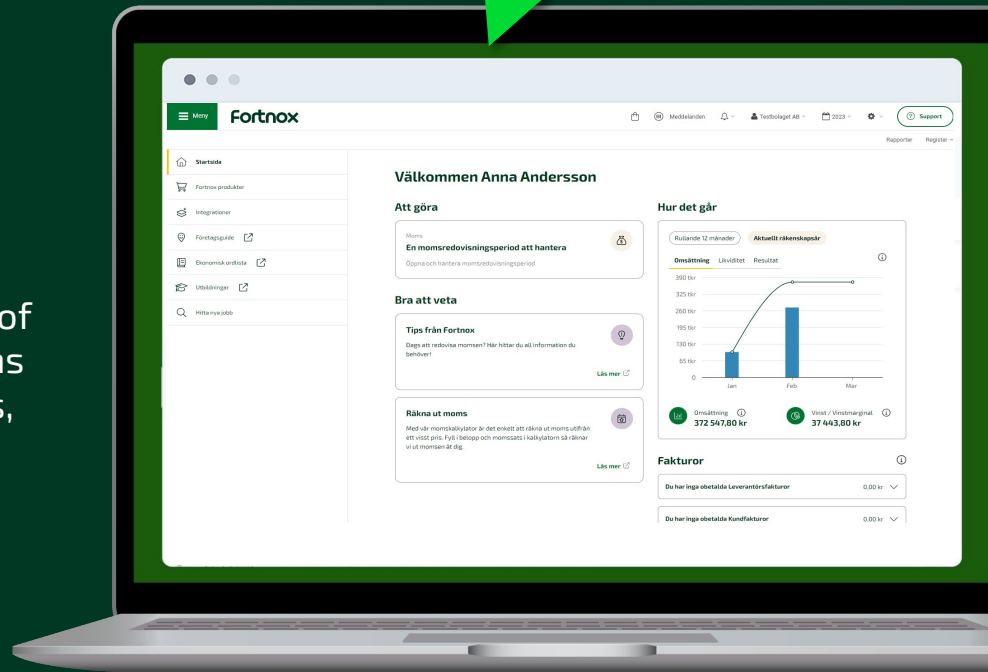 of
s,
Meny
Fortnox
Meddelanden
Testbolaget AB
2023
Support
Rapporter
Register
Startsida
Fortnox produkter
Integrationer
Företagsguide
Ekonomisk ordlista
Utbildningar
Hitta nya jobb
Välkommen Anna Andersson
Att göra
Moms
En momsredovisningsperiod att hantera
Öppna och hantera momsredovisningsperiod
Bra att veta
Tips från Fortnox
Dags att redovisa momsen? Här hittar du all information du
behöver!
Läs mer
Räkna ut moms
Med vår momskalkylator är det enkelt att räkna ut moms utifrån
ett visst pris. Fyll i belopp och momssats i kalkylatorn så räknar
vi ut momsen åt dig.
Läs mer
Hur det går
Rullande 12 månader
Aktuellt räkenskapsår
Omsättning
Likviditet
Resultat
390 tkr
325 tkr
260 tkr
195 tkr
130 tkr
65 tkr
0
Jan
Feb
Mar
Omsättning
372 547,80 kr
Vinst / Vinstmarginal
37 443,80 kr
Fakturor
Du har inga obetalda Leverantörsfakturor
0,00 kr
Du har inga obetalda Kundfakturor
0,00 kr